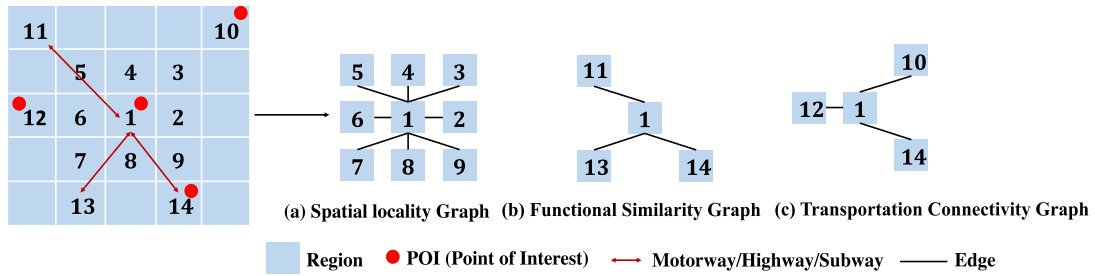 11 10
5 4 3
12 6 1 2
7 8 9
13 14
5 4 3
6 1 2
7 8 9
(a) Spatial locality Graph
11
1
13 14
(b) Functional Similarity Graph
10
12 1
14
(c) Transportation Connectivity Graph
Region
POI (Point of Interest)
Motorway/Highway/Subway
Edge